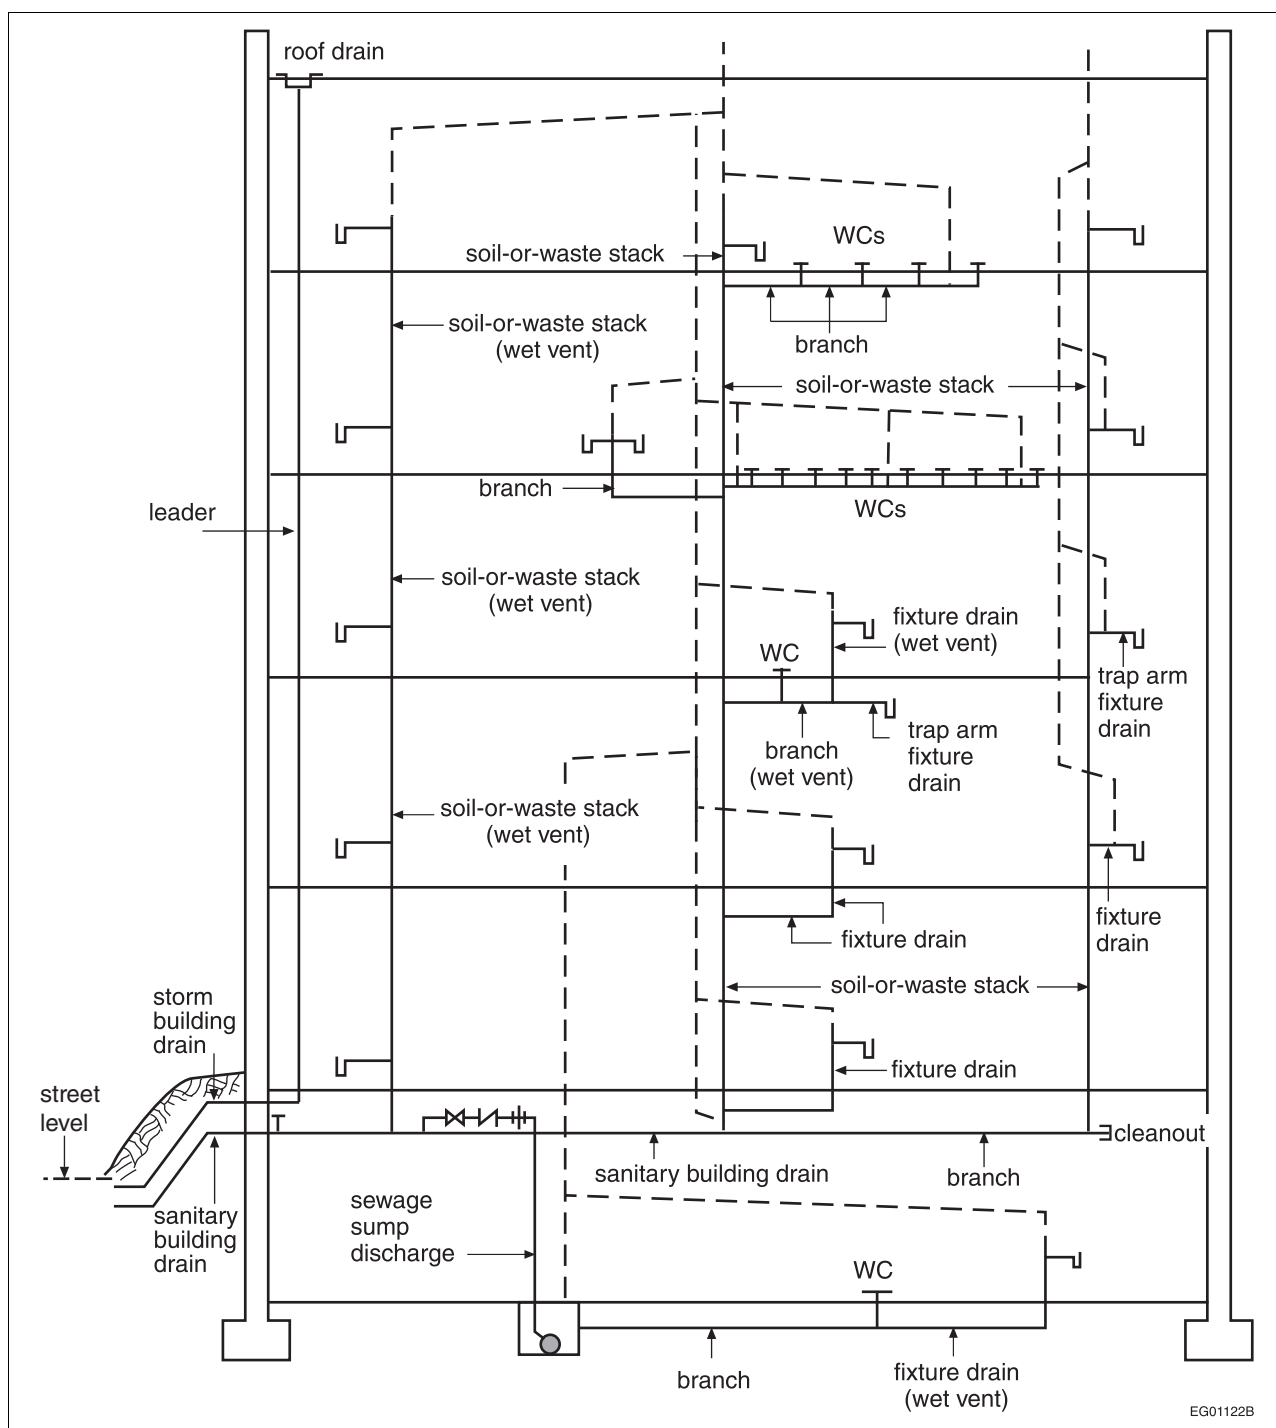 roof drain
WCs
soil-or-waste stack
soil-or-waste stack
(wet vent)
branch
soil-or-waste stack
branch
WCs
leader
soil-or-waste stack
(wet vent)
fixture drain
(wet vent)
WC
trap arm
fixture
drain
trap arm
fixture
drain
branch
(wet vent)
soil-or-waste stack
(wet vent)
fixture drain
fixture
drain
soil-or-waste stack
storm
building
drain
fixture drain
street
level
cleanout
sanitary building drain
branch
sanitary
building
drain
sewage
sump
discharge
WC
branch
fixture drain
(wet vent)
EG01122B